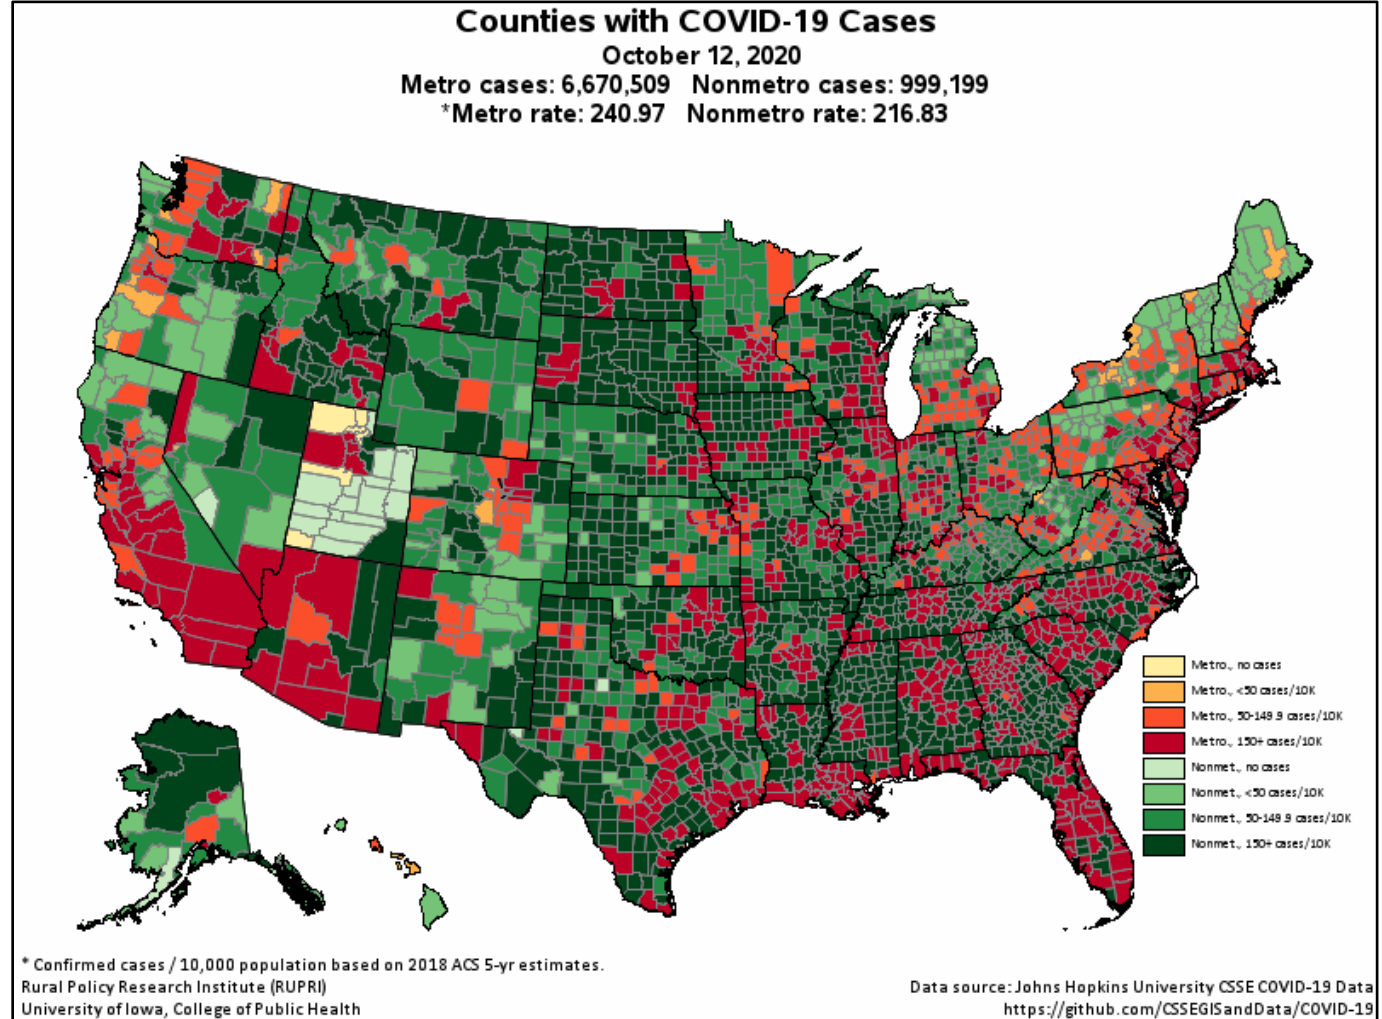 Counties with COVID-19 Cases
October 12, 2020
Metro cases: 6,670,509 Nonmetro cases: 999,199
*Metro rate: 240.97 Nonmetro rate: 216.83
Metro., no cases
Metro., <50 cases/10K
Metro., 50-149.9 cases/10K
Metro., 150+ cases/10K
Nonmet., no cases
Nonmet., <50 cases/10K
Nonmet., 50-149.9 cases/10K
Nonmet., 150+ cases/10K
* Confirmed cases / 10,000 population based on 2018 ACS 5-yr estimates.
Rural Policy Research Institute (RUPRI)
University of Iowa, College of Public Health
Data source: Johns Hopkins University CSSE COVID-19 Data
https://github.com/CSSEGISandData/COVID-19